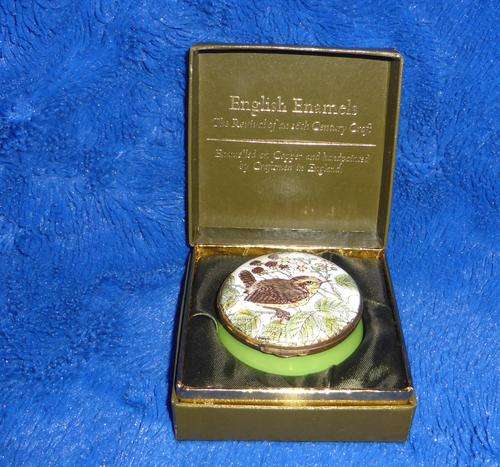 English Enamels
The Revival of an 18th Century Craft
Enamelled on Copper and handpainted
by Craftsmen in England.